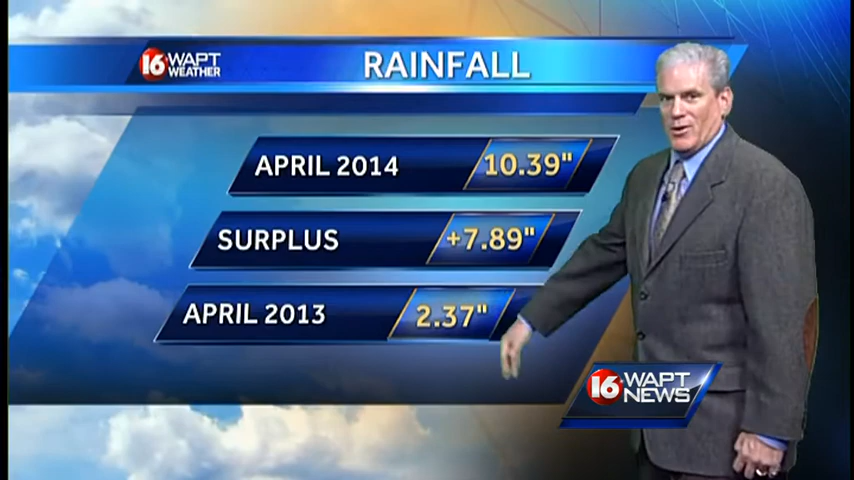 16 WAPT WEATHER RAINFALL
APRIL 2014 10.39"
SURPLUS +7.89"
APRIL 2013 2.37"
16 WAPT
NEWS